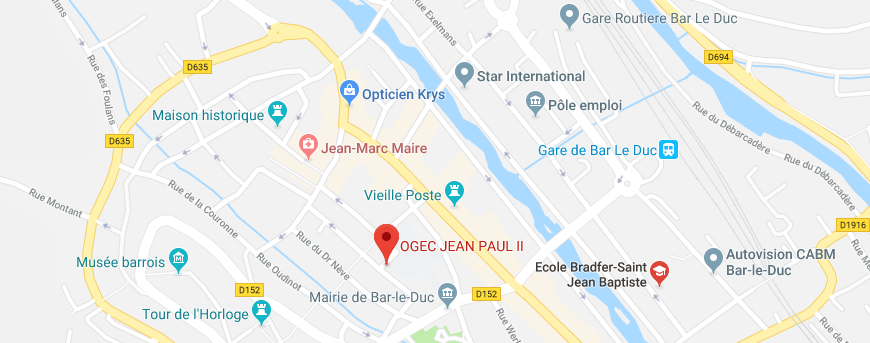 Rue Exelmans
Gare Routiere Bar Le Duc
D635
D694
Star International
Rue des Foulans
Opticien Krys
Pôle emploi
Maison historique
Rue du Débarcadère
D635
Jean-Marc Maire
Gare de Bar Le Duc
Rue du Débarcadère
Vieille Poste
Rue Montant
Rue de la Couronne
D1916
OGEC JEAN PAUL II
Rue du Dr Nève
Musée barrois
Autovision CABM
Bar-le-Duc
Ecole Bradfer-Saint
Jean Baptiste
Rue Oudinot
D152
Mairie de Bar-le-Duc
D152
Tour de l'Horloge
Rue Werl